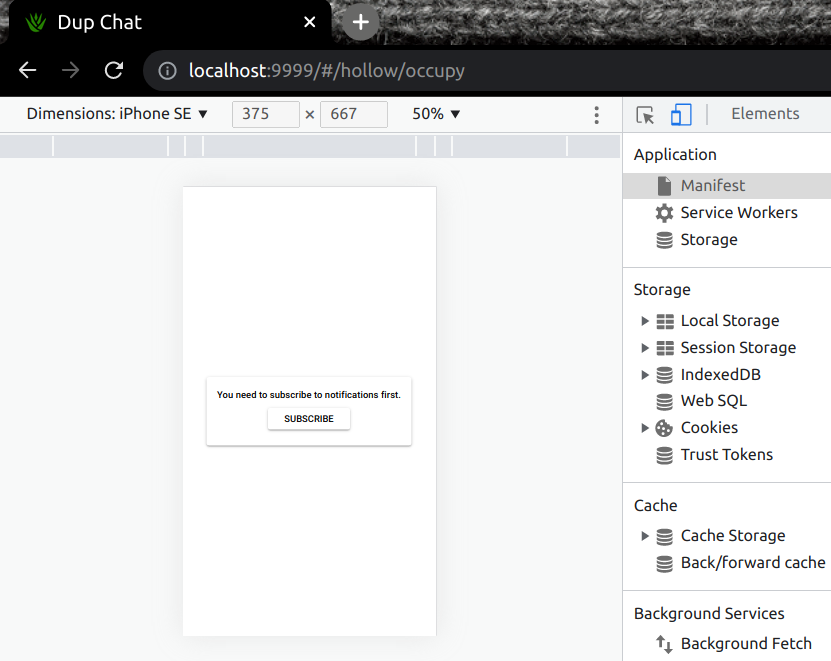 Dup Chat
localhost:9999/#/hollow/occupy
Dimensions: iPhone SE 375 × 667 50%
Elements
You need to subscribe to notifications first.
SUBSCRIBE
Application
Manifest
Service Workers
Storage
Storage
Local Storage
Session Storage
IndexedDB
Web SQL
Cookies
Trust Tokens
Cache
Cache Storage
Back/forward cache
Background Services
Background Fetch